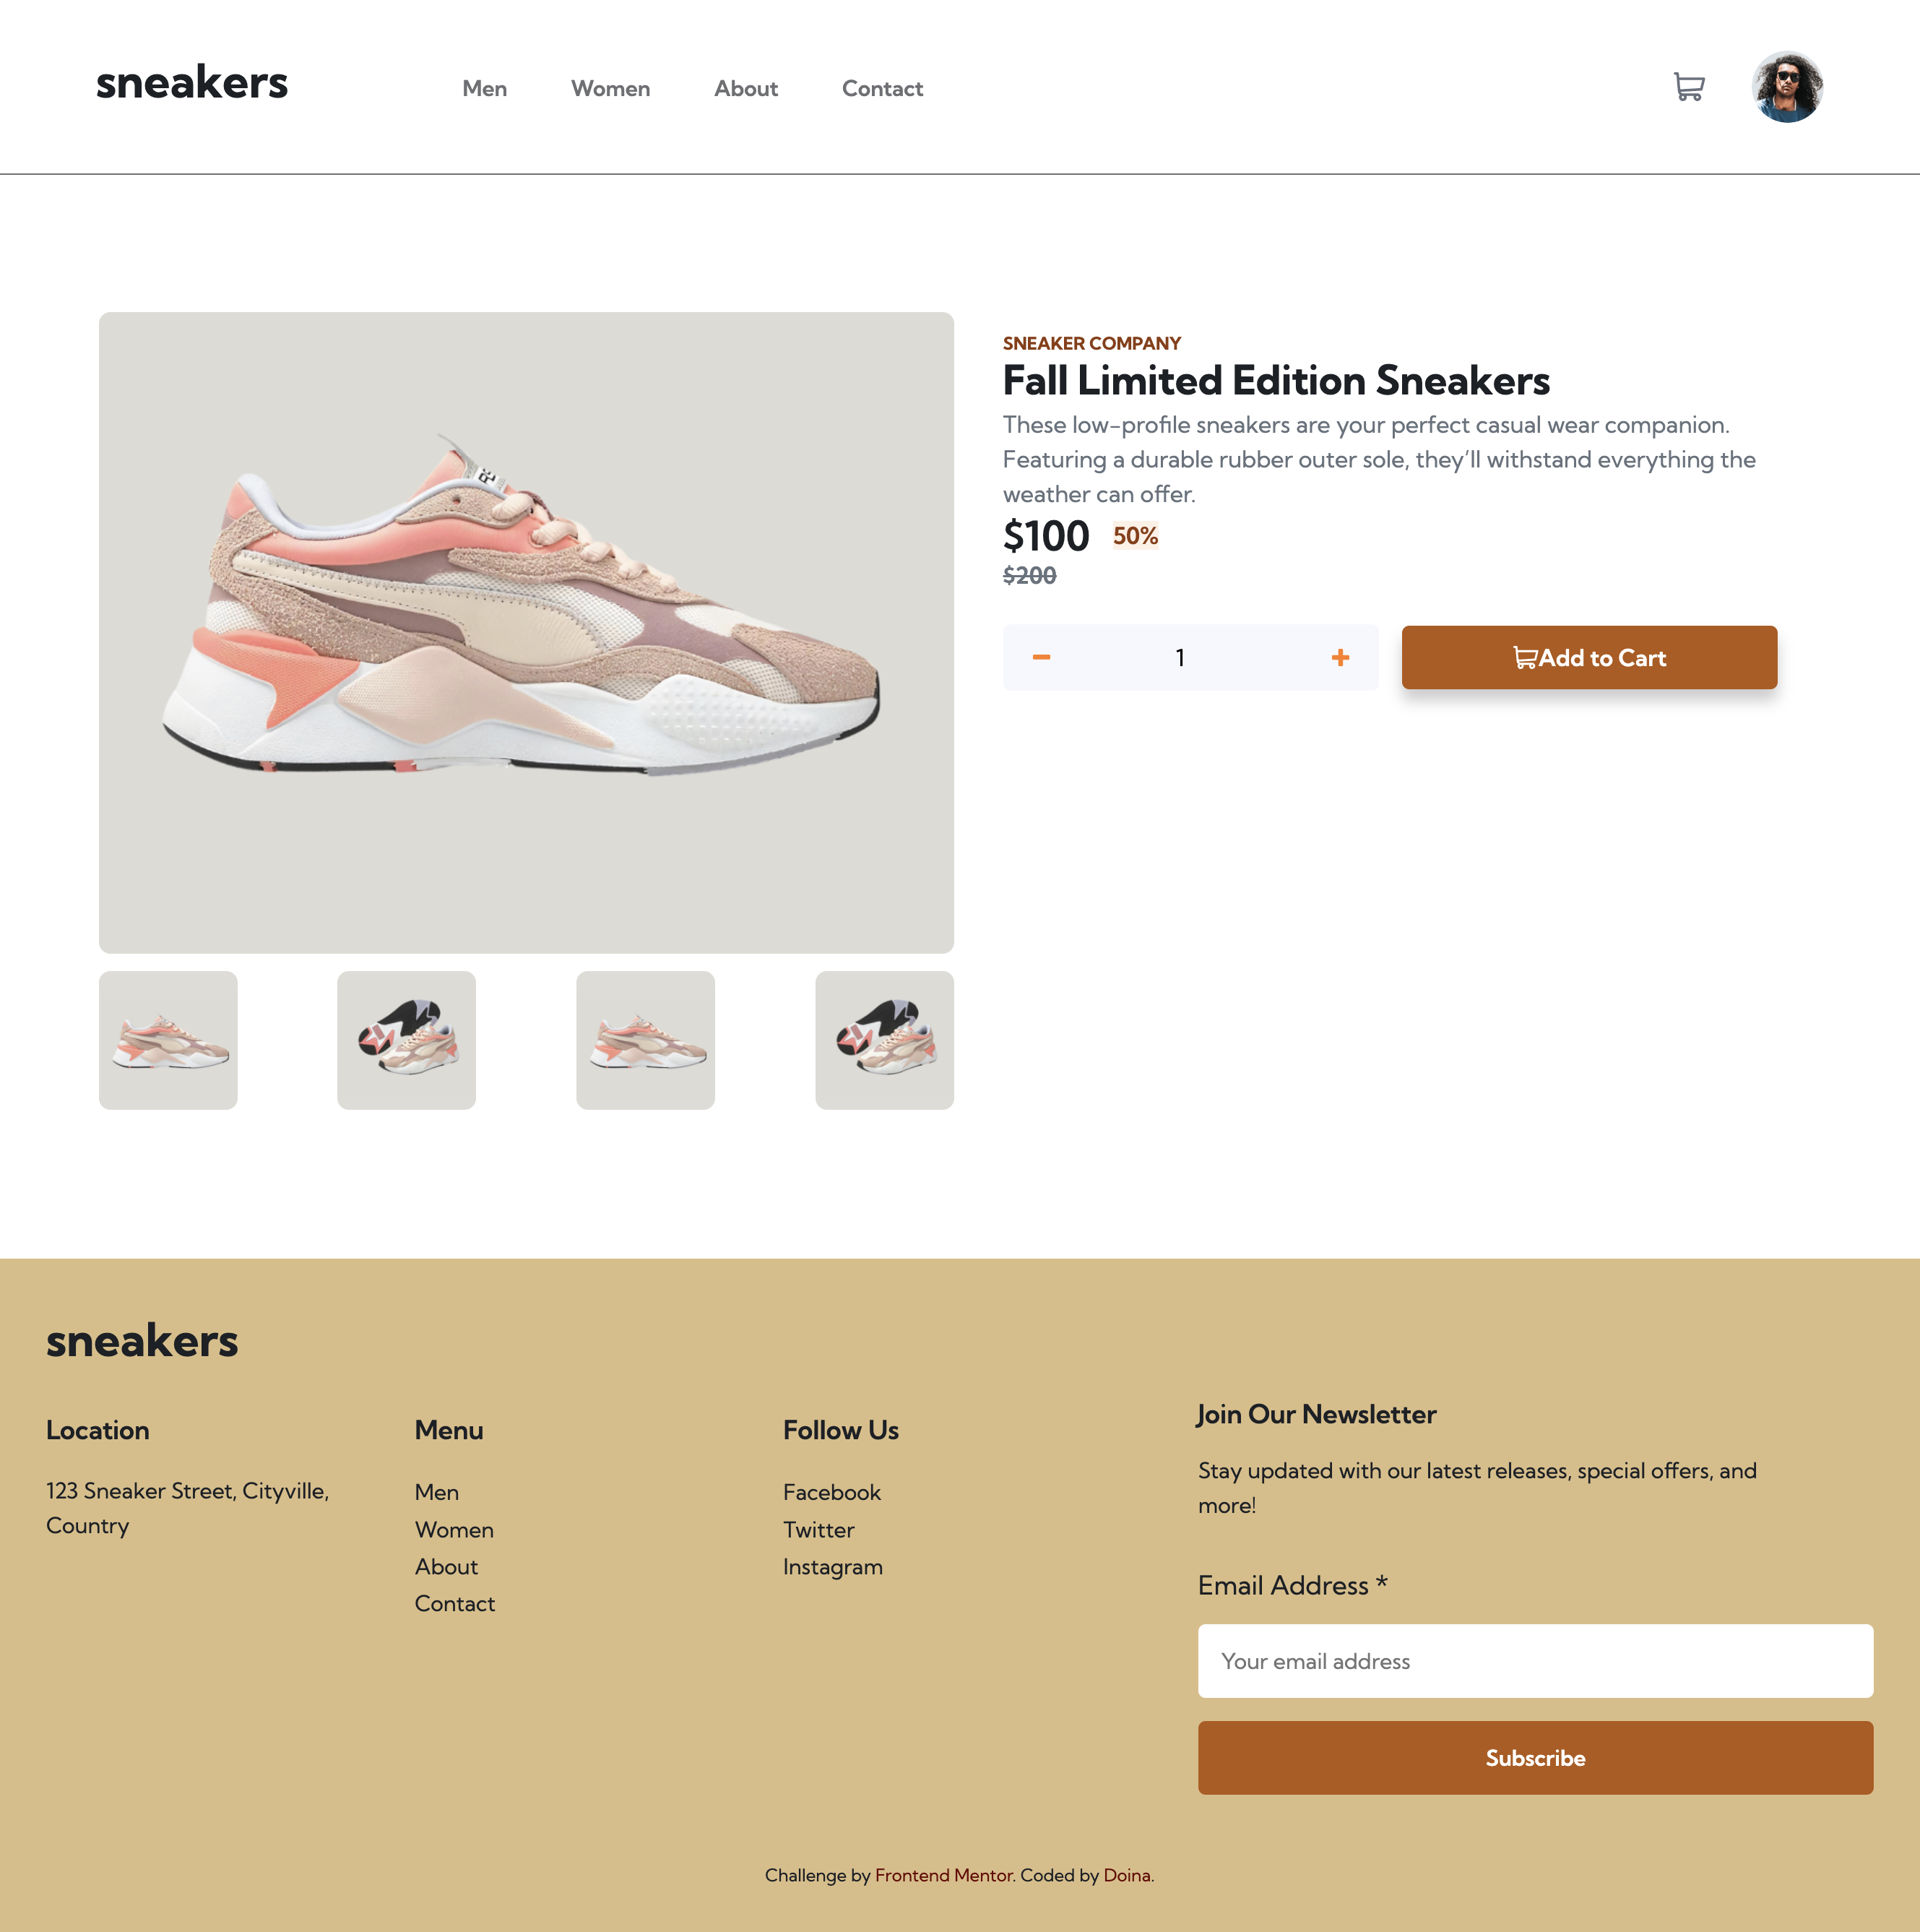 sneakers
Men
Women
About
Contact
SNEAKER COMPANY
Fall Limited Edition Sneakers
These low-profile sneakers are your perfect casual wear companion.
Featuring a durable rubber outer sole, they’ll withstand everything the
weather can offer.
$100 50%
$200
1
Add to Cart
sneakers
Location
123 Sneaker Street, Cityville,
Country
Menu
Men
Women
About
Contact
Follow Us
Facebook
Twitter
Instagram
Join Our Newsletter
Stay updated with our latest releases, special offers, and
more!
Email Address *
Your email address
Subscribe
Challenge by Frontend Mentor. Coded by Doina.